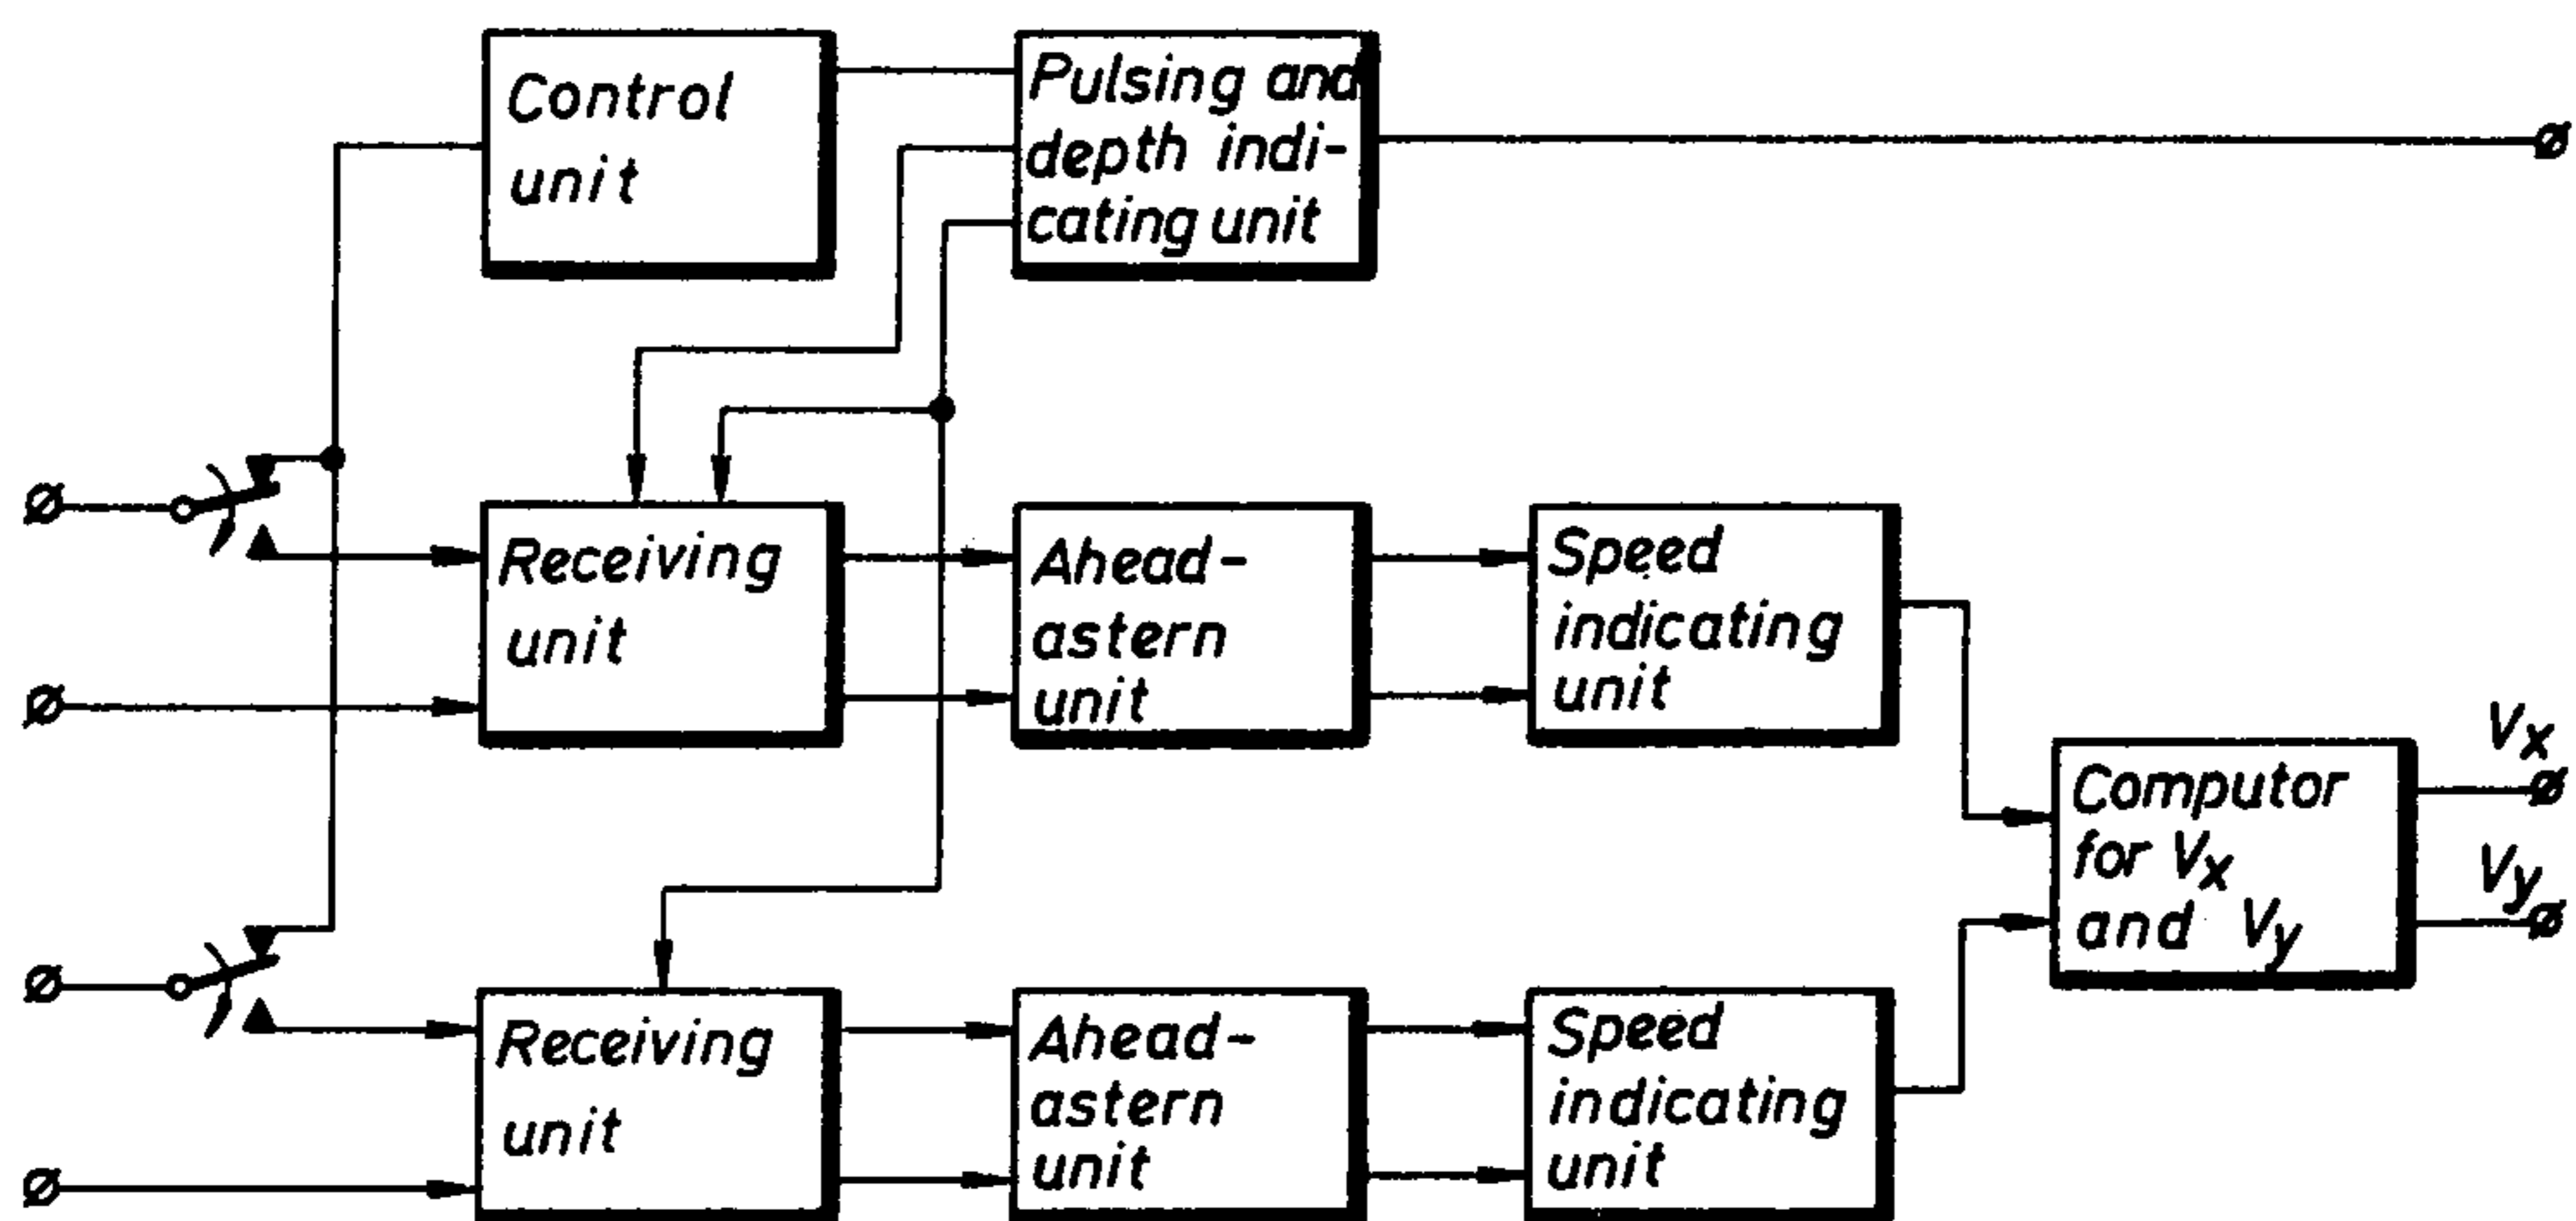 Control
unit
Pulsing and
depth indi-
cating unit
Receiving
unit
Ahead-
astern
unit
Speed
indicating
unit
Computor
for Vx
and Vy
Vx
Vy
Receiving
unit
Ahead-
astern
unit
Speed
indicating
unit